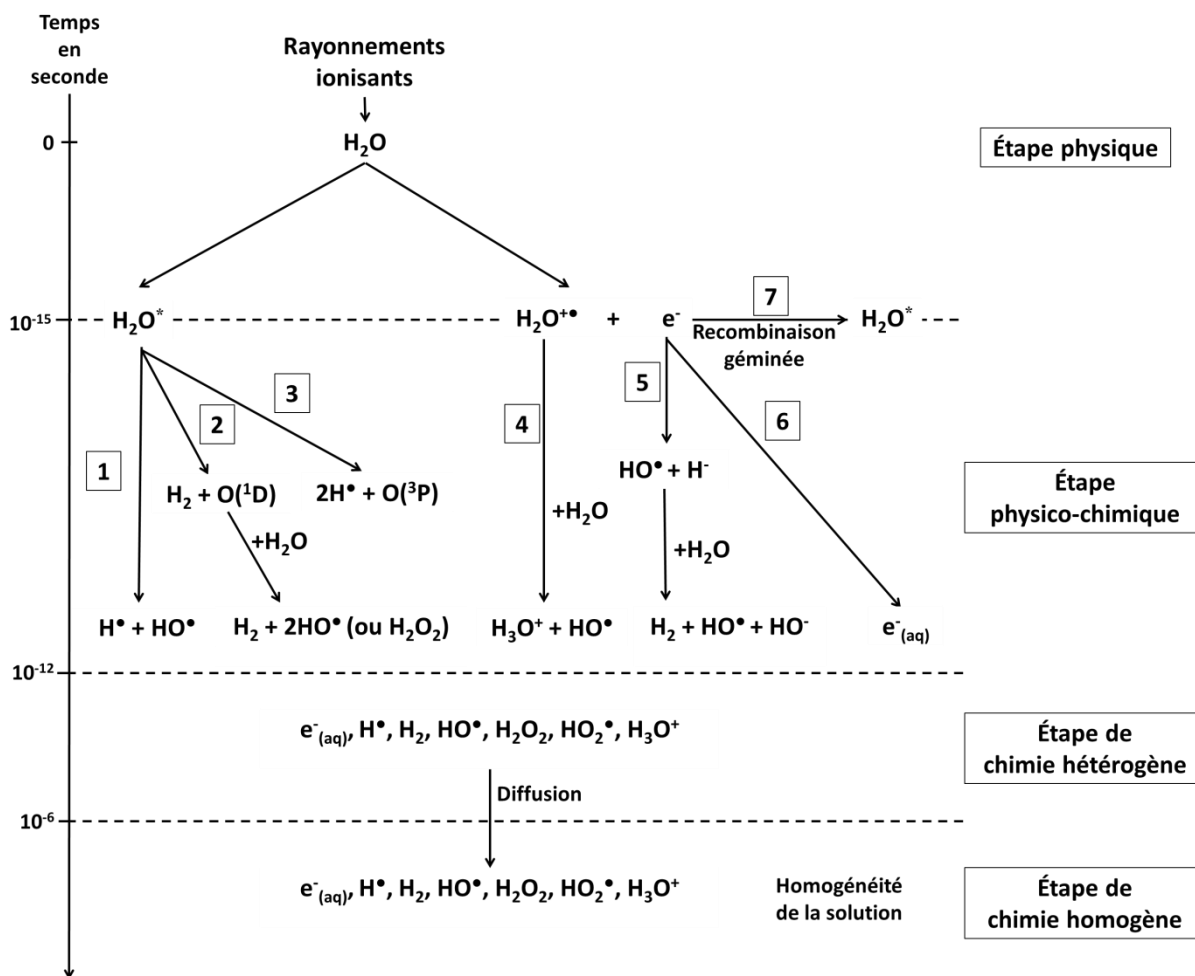 Temps
en
seconde
Rayonnements
ionisants
0
H₂O
Étape physique
10⁻¹⁵
H₂O*
H₂O⁺•
+
e⁻
7
Recombinaison
géminée
H₂O*
1
2
3
4
5
6
H₂ + O(¹D)
2H• + O(³P)
HO• + H⁻
+H₂O
+H₂O
+H₂O
Étape
physico-chimique
H• + HO•
H₂ + 2HO• (ou H₂O₂)
H₃O⁺ + HO•
H₂ + HO• + HO⁻
e⁻(aq)
10⁻¹²
e⁻(aq), H•, H₂, HO•, H₂O₂, HO₂•, H₃O⁺
Étape de
chimie hétérogène
Diffusion
10⁻⁶
e⁻(aq), H•, H₂, HO•, H₂O₂, HO₂•, H₃O⁺
Homogénéité
de la solution
Étape de
chimie homogène